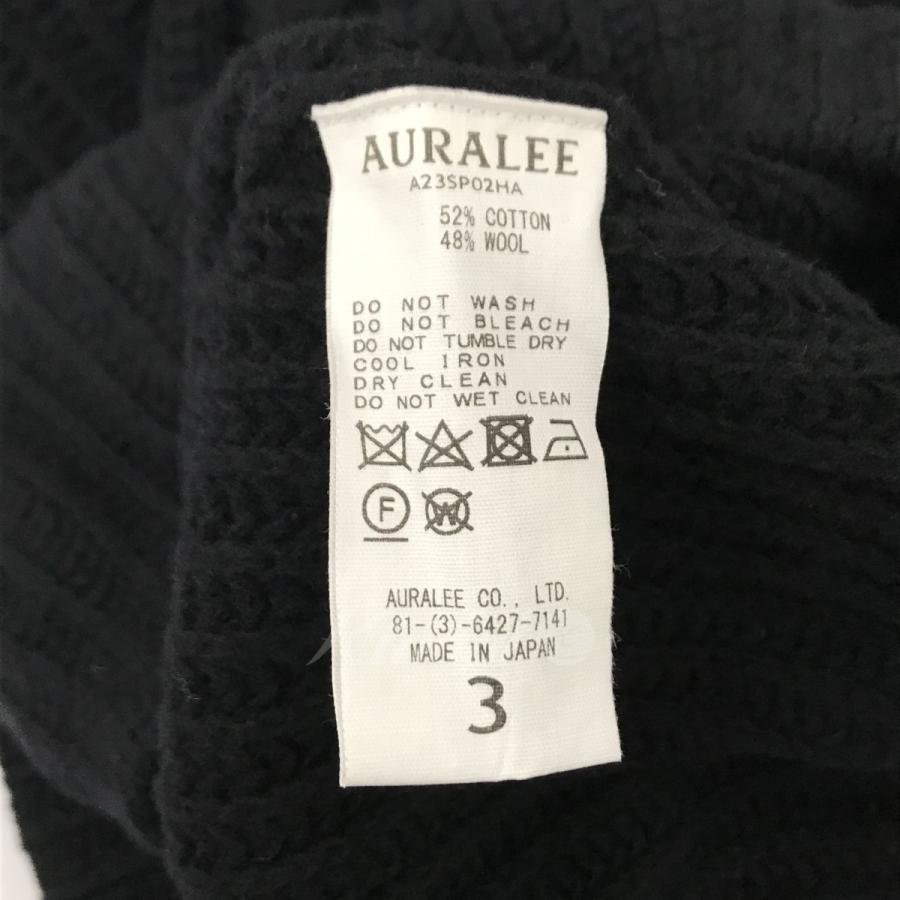 AURALEE
A23SP02HA
52% COTTON
48% WOOL
DO NOT WASH
DO NOT BLEACH
DO NOT TUMBLE DRY
COOL IRON
DRY CLEAN
DO NOT WET CLEAN
F
W
AURALEE CO., LTD.
81-(3)-6427-7141
MADE IN JAPAN
3